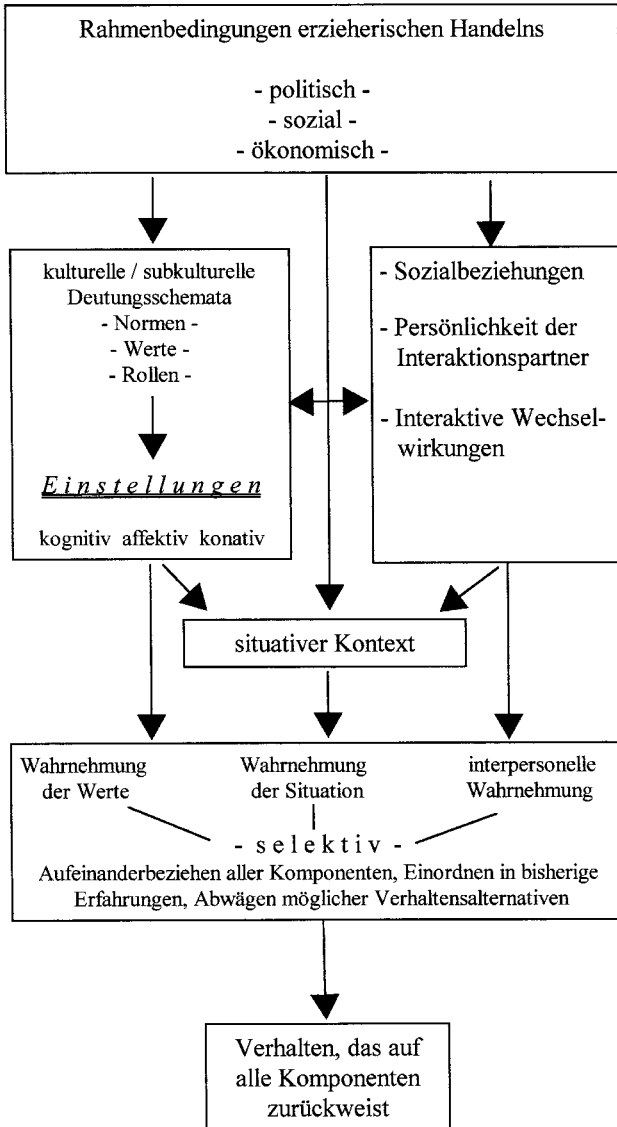 Rahmenbedingungen erzieherischen Handelns
- politisch -
- sozial -
- ökonomisch -
kulturelle / subkulturelle
Deutungsschemata
- Normen -
- Werte -
- Rollen -
Einstellungen
kognitiv affektiv konativ
- Sozialbeziehungen
- Persönlichkeit der
Interaktionspartner
- Interaktive Wechsel-
wirkungen
situativer Kontext
Wahrnehmung
der Werte
Wahrnehmung
der Situation
interpersonelle
Wahrnehmung
- selektiv -
Aufeinanderbeziehen aller Komponenten, Einordnen in bisherige
Erfahrungen, Abwägen möglicher Verhaltensalternativen
Verhalten, das auf
alle Komponenten
zurückweist